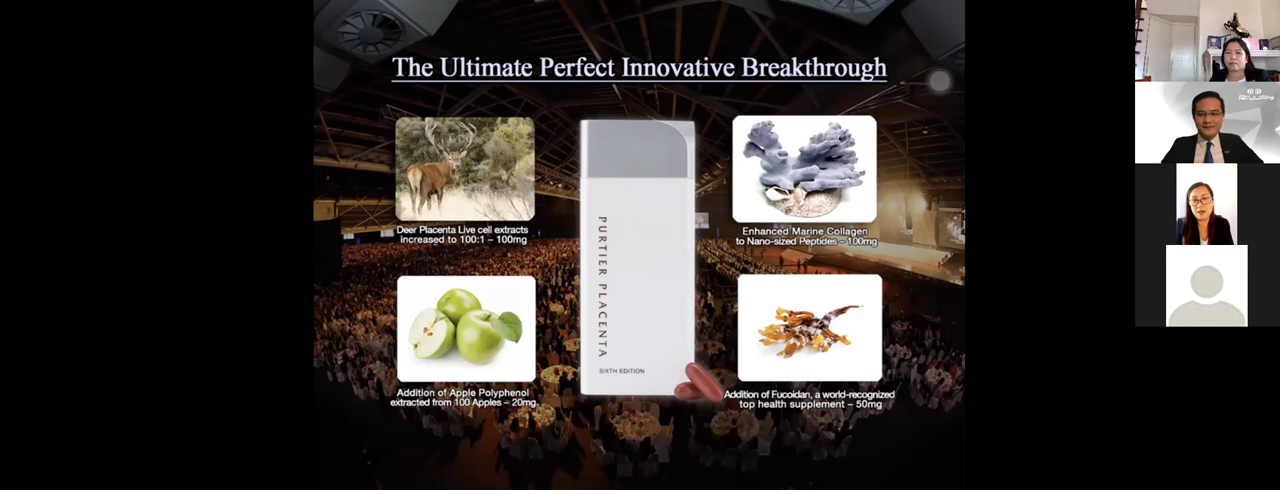 The Ultimate Perfect Innovative Breakthrough
Deer Placenta Live cell extracts
increased to 100:1 – 100mg
Enhanced Marine Collagen
to Nano-sized Peptides – 100mg
PURTIER PLACENTA
SIXTH EDITION
Addition of Apple Polyphenol
extracted from 100 Apples – 20mg
Addition of Fucoidan, a world-recognized
top health supplement – 50mg
RIWAY